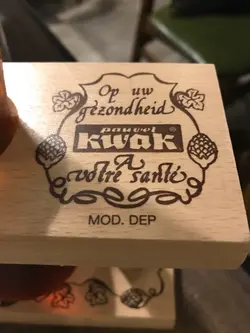 Op uw
gezondheid
pauwel
KWAK ®
A
votre santé
MOD. DEP